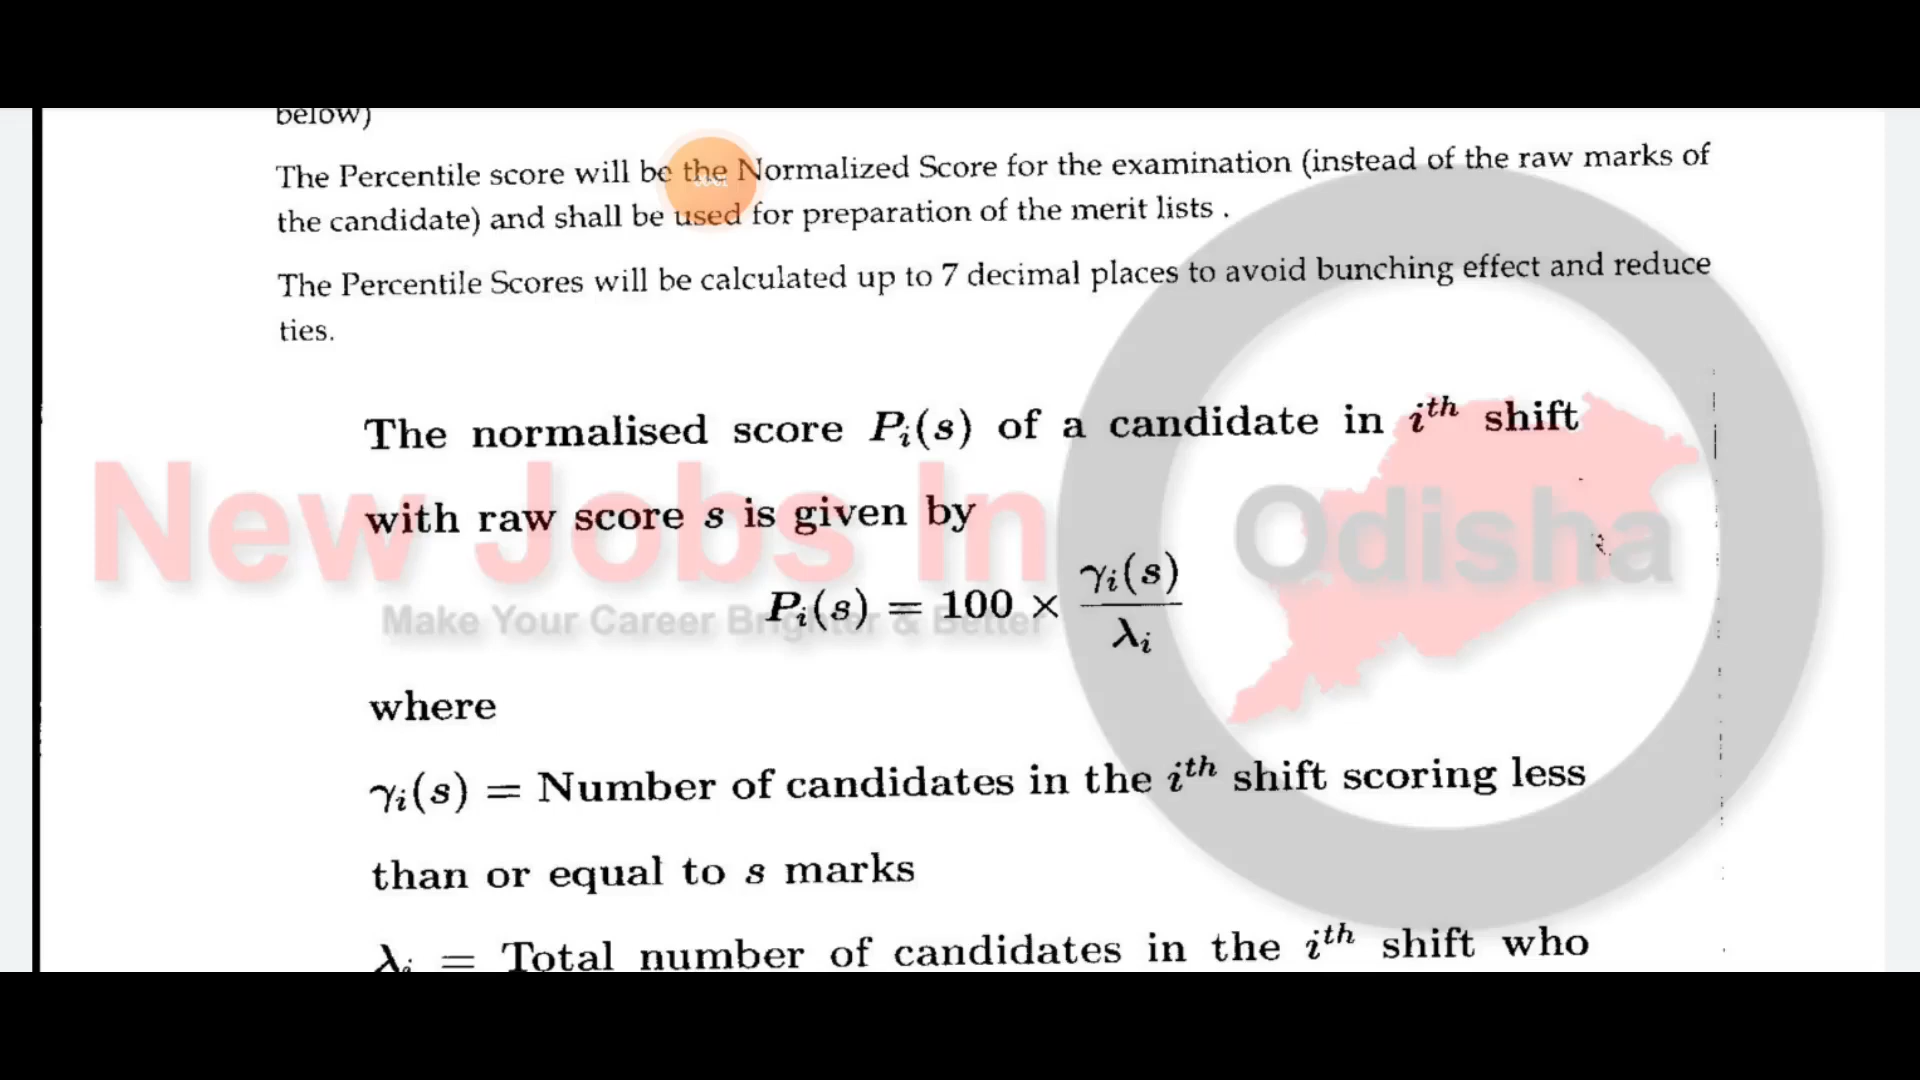 below)
The Percentile score will be the Normalized Score for the examination (instead of the raw marks of
the candidate) and shall be used for preparation of the merit lists .
The Percentile Scores will be calculated up to 7 decimal places to avoid bunching effect and reduce
ties.
The normalised score Pᵢ(s) of a candidate in iᵗʰ shift
with raw score s is given by
Pᵢ(s) = 100 × γᵢ(s) / λᵢ
where
γᵢ(s) = Number of candidates in the iᵗʰ shift scoring less
than or equal to s marks
λᵢ = Total number of candidates in the iᵗʰ shift who
New Jobs In Odisha
Make Your Career Brighter & Better